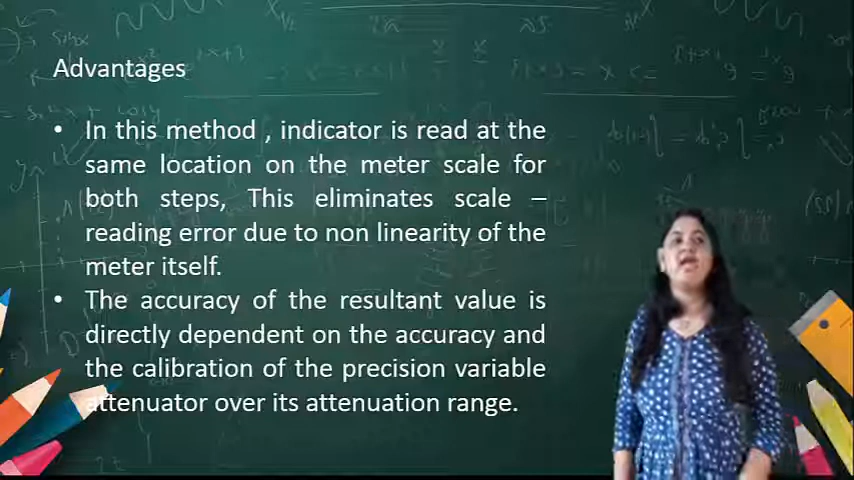 Advantages
• In this method , indicator is read at the
same location on the meter scale for
both steps, This eliminates scale –
reading error due to non linearity of the
meter itself.
• The accuracy of the resultant value is
directly dependent on the accuracy and
the calibration of the precision variable
attenuator over its attenuation range.